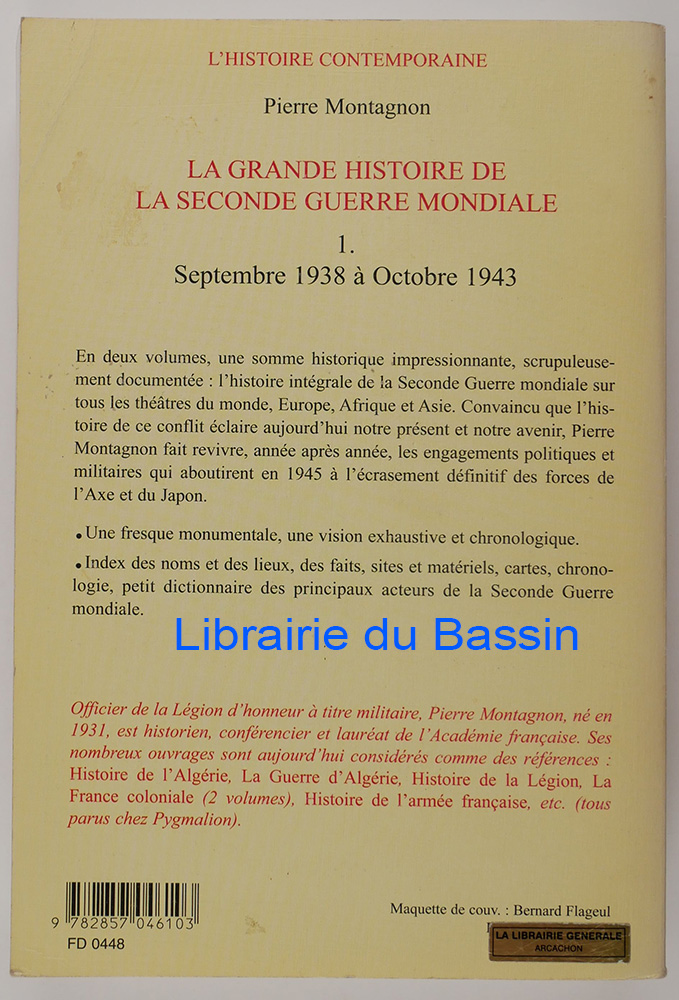 L'HISTOIRE CONTEMPORAINE
Pierre Montagnon
LA GRANDE HISTOIRE DE
LA SECONDE GUERRE MONDIALE
1.
Septembre 1938 à Octobre 1943
En deux volumes, une somme historique impressionnante, scrupuleuse-
ment documentée : l'histoire intégrale de la Seconde Guerre mondiale sur
tous les théâtres du monde, Europe, Afrique et Asie. Convaincu que l'his-
toire de ce conflit éclaire aujourd'hui notre présent et notre avenir, Pierre
Montagnon fait revivre, année après année, les engagements politiques et
militaires qui aboutirent en 1945 à l'écrasement définitif des forces de
l'Axe et du Japon.
• Une fresque monumentale, une vision exhaustive et chronologique.
• Index des noms et des lieux, des faits, sites et matériels, cartes, chrono-
logie, petit dictionnaire des principaux acteurs de la Seconde Guerre
mondiale.
Librairie du Bassin
Officier de la Légion d'honneur à titre militaire, Pierre Montagnon, né en
1931, est historien, conférencier et lauréat de l'Académie française. Ses
nombreux ouvrages sont aujourd'hui considérés comme des références :
Histoire de l'Algérie, La Guerre d'Algérie, Histoire de la Légion, La
France coloniale (2 volumes), Histoire de l'armée française, etc. (tous
parus chez Pygmalion).
9 782857 046103
FD 0448
Maquette de couv. : Bernard Flageul
LA LIBRAIRIE GENERALE
ARCACHON